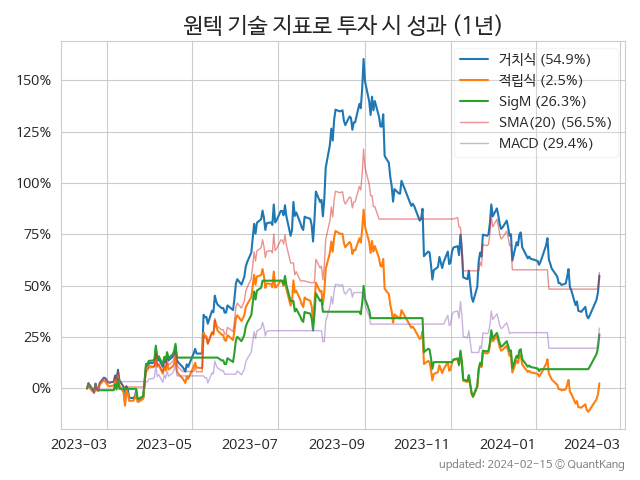 원텍 기술 지표로 투자 시 성과 (1년)
거치식 (54.9%)
적립식 (2.5%)
SigM (26.3%)
SMA(20) (56.5%)
MACD (29.4%)
150%
125%
100%
75%
50%
25%
0%
2023-03 2023-05 2023-07 2023-09 2023-11 2024-01 2024-03
updated: 2024-02-15 © QuantKang